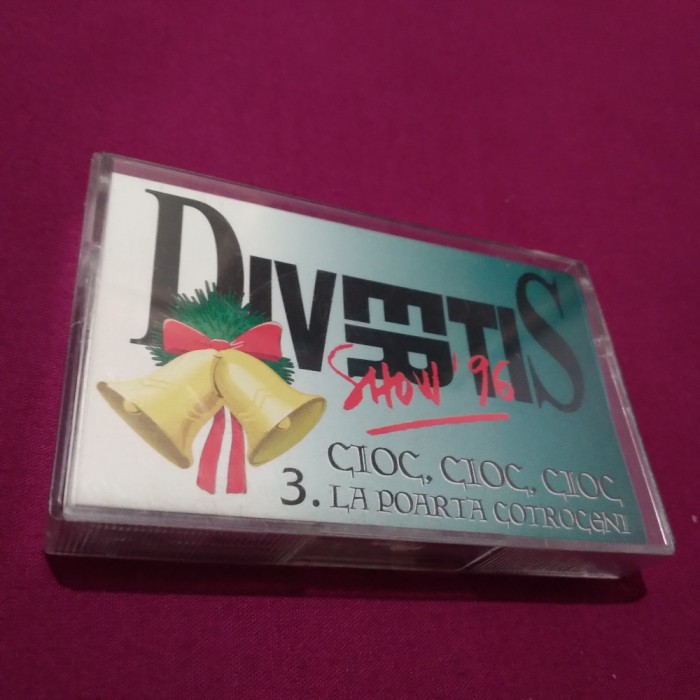 DIVERTIS
SHOW '96
CIOC, CIOC, CIOC
3. LA POARTA COTROCENI